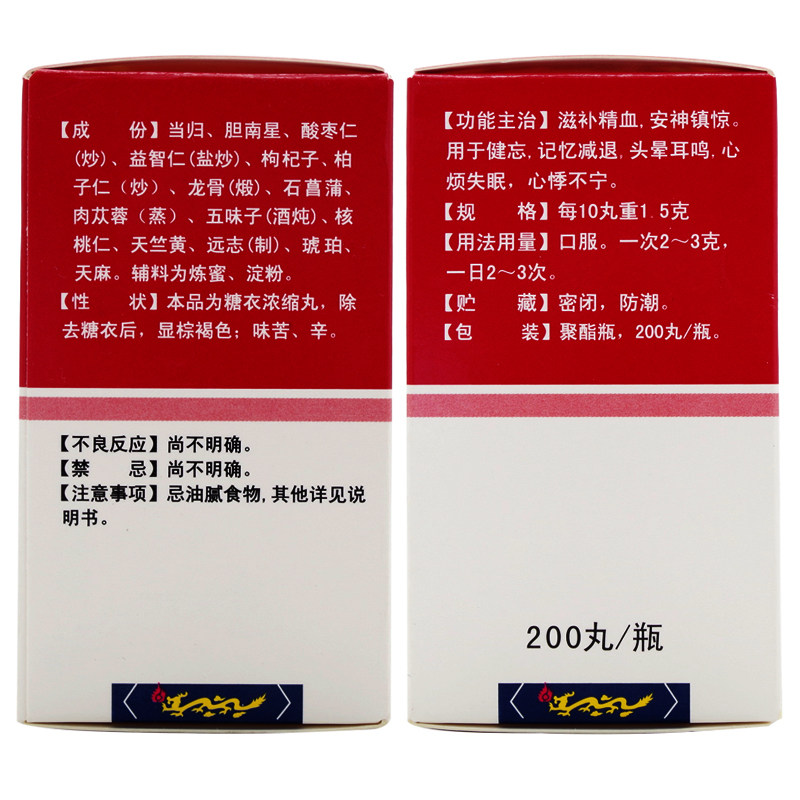 【成　　份】当归、胆南星、酸枣仁
(炒)、益智仁(盐炒)、枸杞子、柏
子仁（炒）、龙骨(煅)、石菖蒲、
肉苁蓉（蒸）、五味子(酒炖)、核
桃仁、天竺黄、远志(制)、琥珀、
天麻。辅料为炼蜜、淀粉。
【性　　状】本品为糖衣浓缩丸，除
去糖衣后，显棕褐色；味苦、辛。
【不良反应】尚不明确。
【禁　　忌】尚不明确。
【注意事项】忌油腻食物,其他详见说
明书。
【功能主治】滋补精血,安神镇惊。
用于健忘,记忆减退,头晕耳鸣,心
烦失眠，心悸不宁。
【规　　格】每10丸重1.5克
【用法用量】口服。一次2～3克，
一日2～3次。
【贮　　藏】密闭，防潮。
【包　　装】聚酯瓶，200丸/瓶。
200丸/瓶